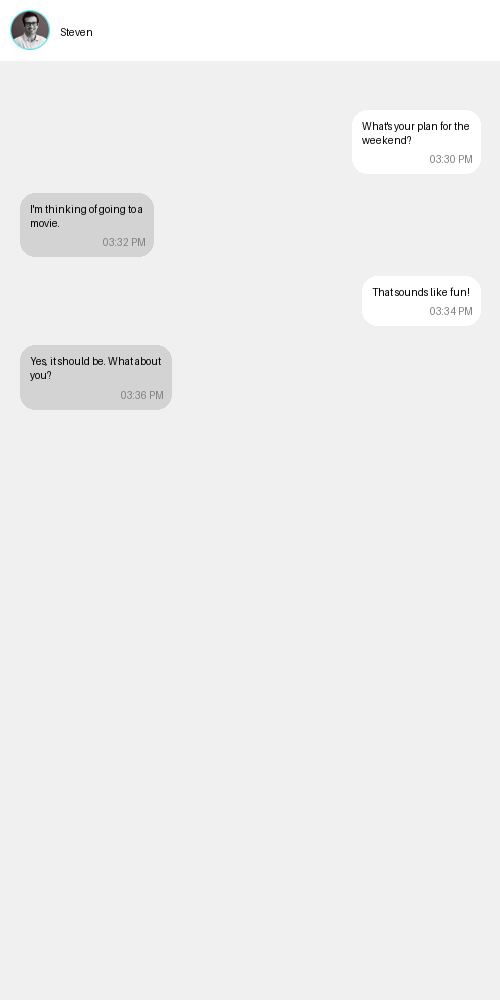 Steven
What's your plan for the
weekend?
03:30 PM
I'm thinking of going to a
movie.
03:32 PM
That sounds like fun!
03:34 PM
Yes, it should be. What about
you?
03:36 PM